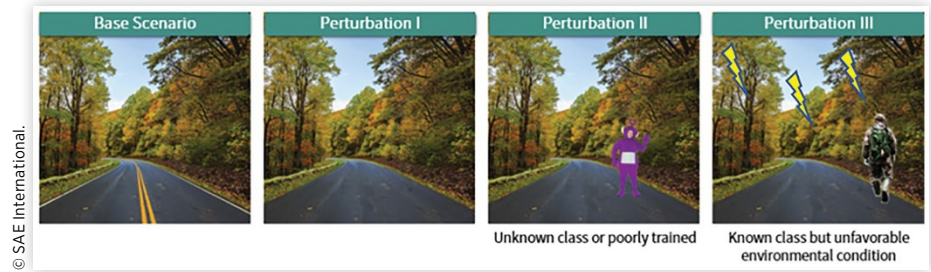 Base Scenario
Perturbation I
Perturbation II
Perturbation III
Unknown class or poorly trained
Known class but unfavorable
environmental condition
© SAE International.